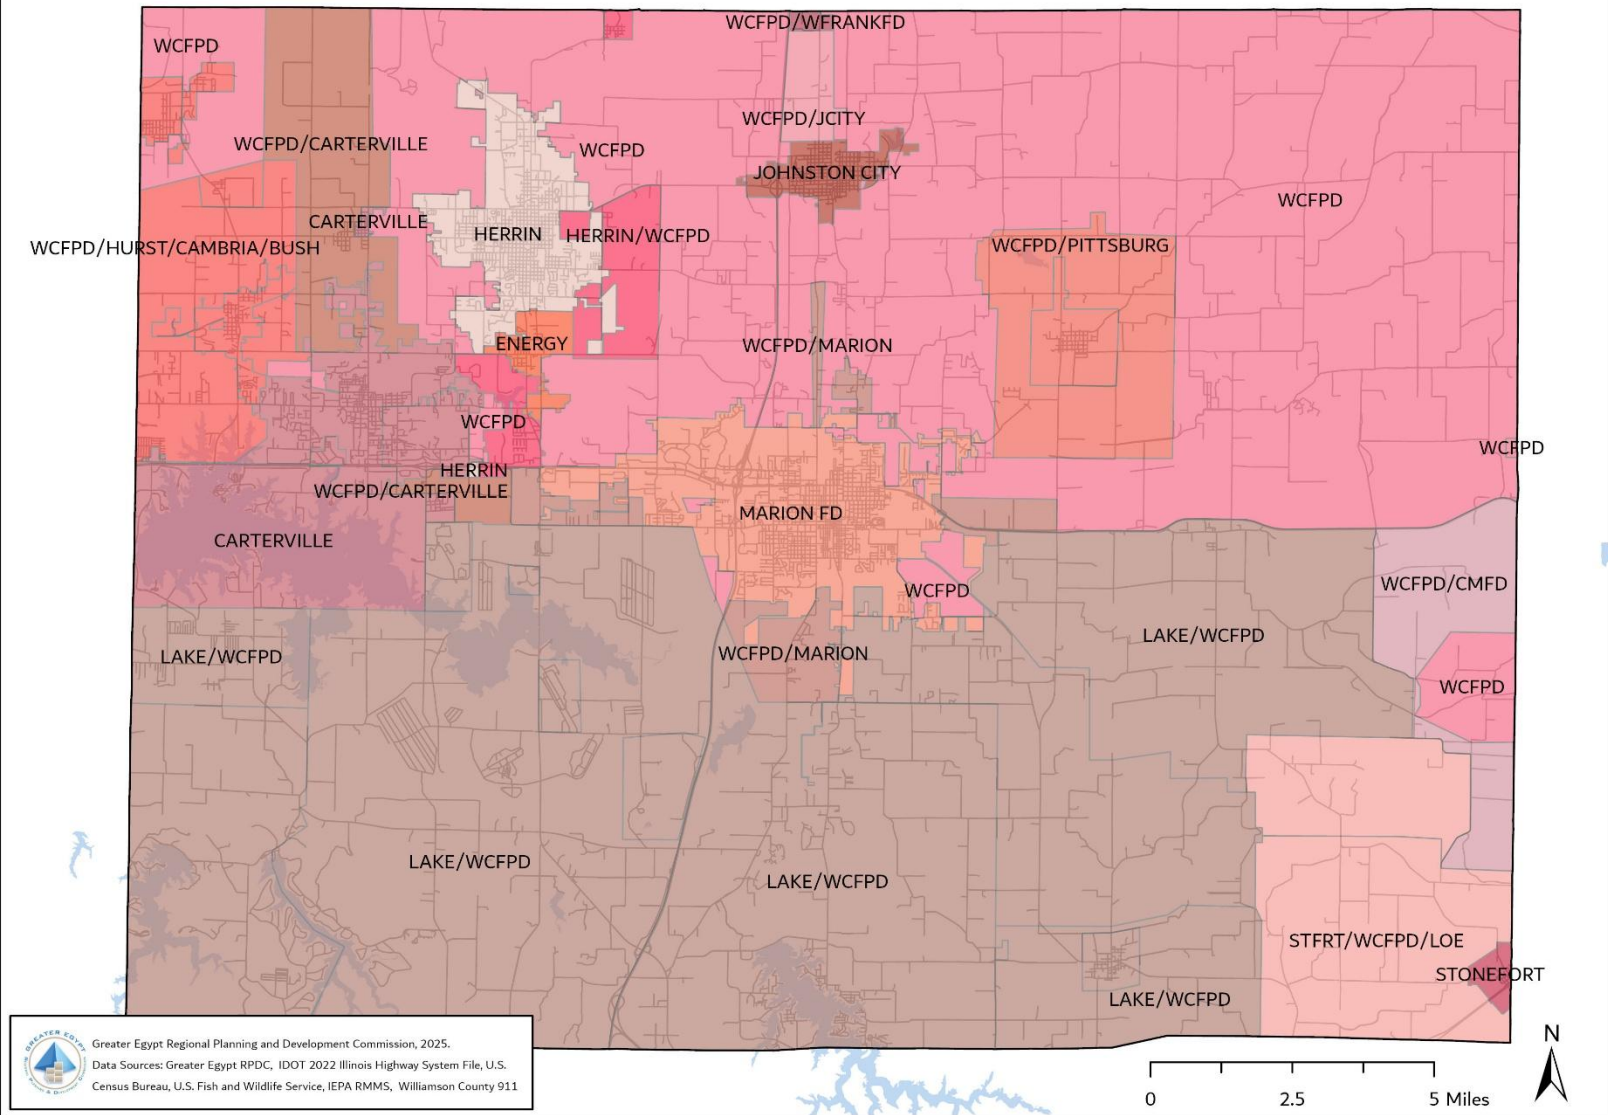 WCFPD/WFRANKFD
WCFPD
WCFPD/JCITY
WCFPD/CARTERVILLE
WCFPD
JOHNSTON CITY
WCFPD
CARTERVILLE
HERRIN
HERRIN/WCFPD
WCFPD/HURST/CAMBRIA/BUSH
WCFPD/PITTSBURG
ENERGY
WCFPD/MARION
WCFPD
WCFPD
HERRIN
WCFPD/CARTERVILLE
MARION FD
CARTERVILLE
WCFPD
WCFPD/CMFD
LAKE/WCFPD
LAKE/WCFPD
WCFPD/MARION
WCFPD
LAKE/WCFPD
LAKE/WCFPD
STFRT/WCFPD/LOE
STONEFORT
LAKE/WCFPD
Greater Egypt Regional Planning and Development Commission, 2025.
Data Sources: Greater Egypt RPDC, IDOT 2022 Illinois Highway System File, U.S.
Census Bureau, U.S. Fish and Wildlife Service, IEPA RMMS, Williamson County 911
GREATER EGYPT
N
0 2.5 5 Miles